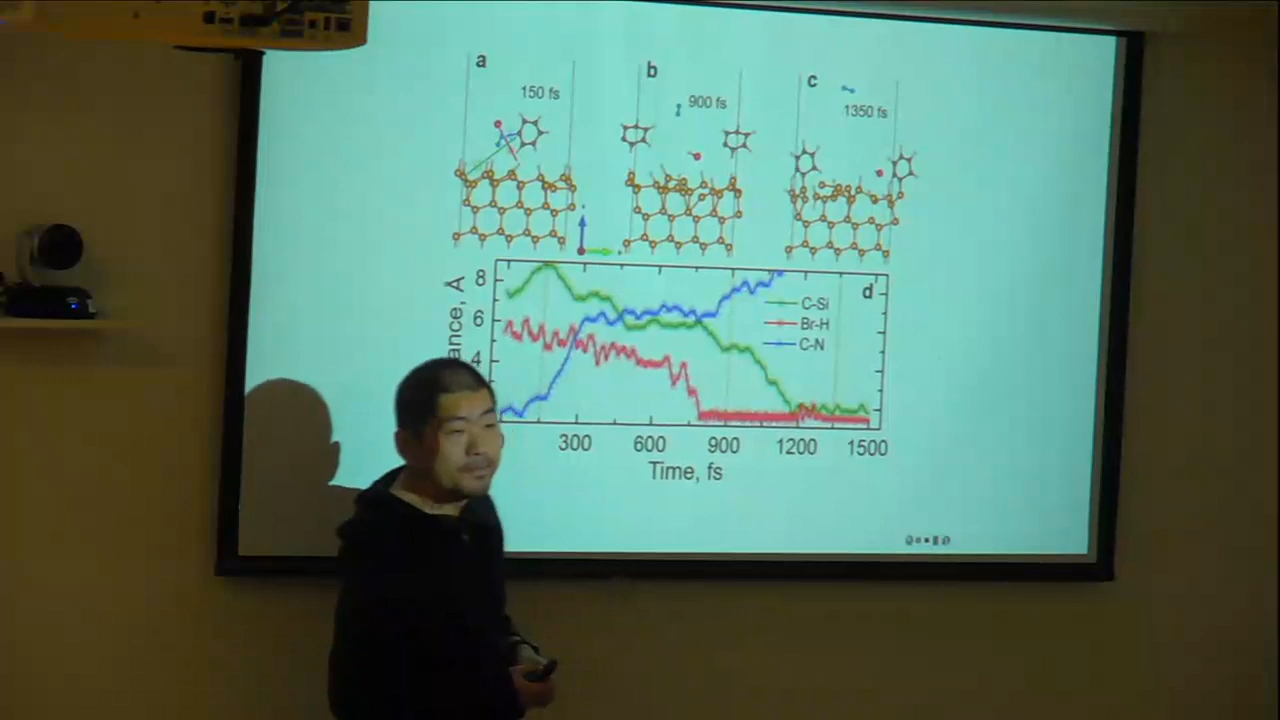 a
b
c
150 fs
900 fs
1350 fs
8
d
C-Si
6
Br-H
C-N
ance, Å
4
300 600 900 1200 1500
Time, fs